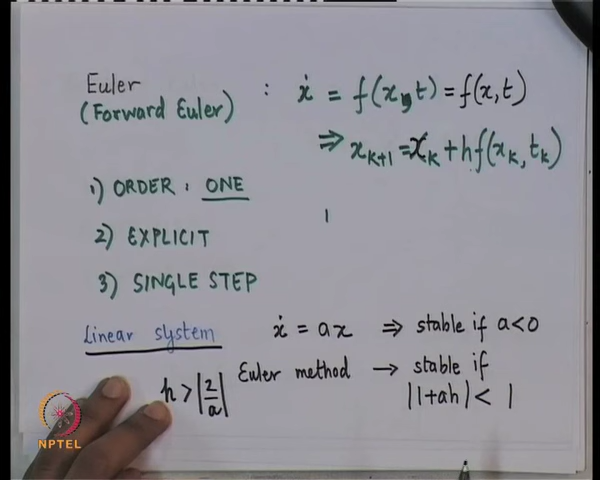 Euler : ẋ = f(x, t) = f(x, t)
(Forward Euler)
⇒ x_{k+1} = x_k + h f(x_k, t_k)
1) ORDER : ONE
2) EXPLICIT
3) SINGLE STEP
Linear system ẋ = ax ⇒ stable if a < 0
Euler method → stable if
|1+ah| < 1
h > |2/a|
NPTEL